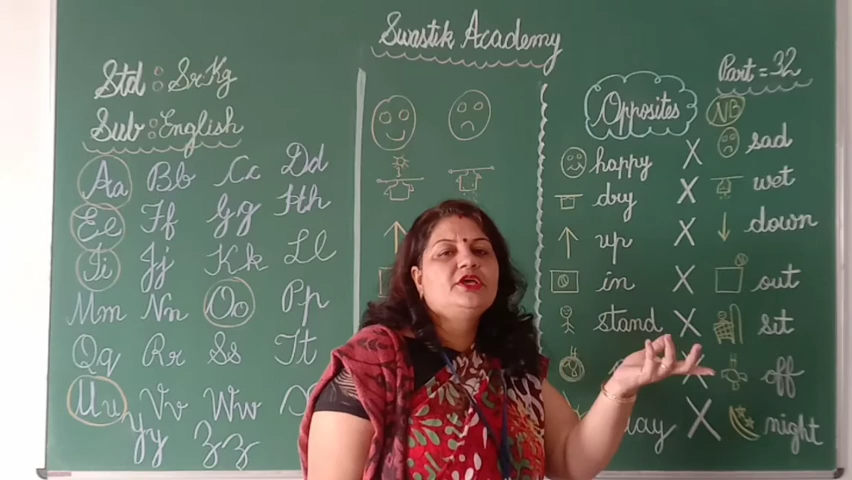 Swastik Academy
Std : Sr Kg
Sub : English
Aa Bb Cc Dd
Ee Ff Gg Hh
Ii Jj Kk Ll
Mm Nn Oo Pp
Qq Rr Ss Tt
Uu Vv Ww
Yy Zz
Part = 32
Opposites NB
happy X sad
dry X wet
up X down
in X out
stand X sit
X off
X night